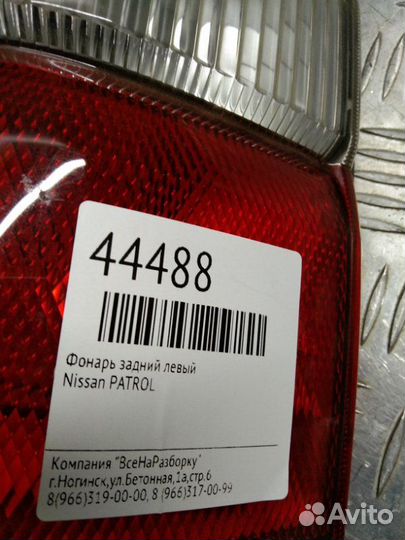 44488
Фонарь задний левый
Nissan PATROL
Компания "ВсеНаРазборку"
г.Ногинск,ул.Бетонная,1а,стр.6
8(966)319-00-00, 8 (966)317-00-99
Avito